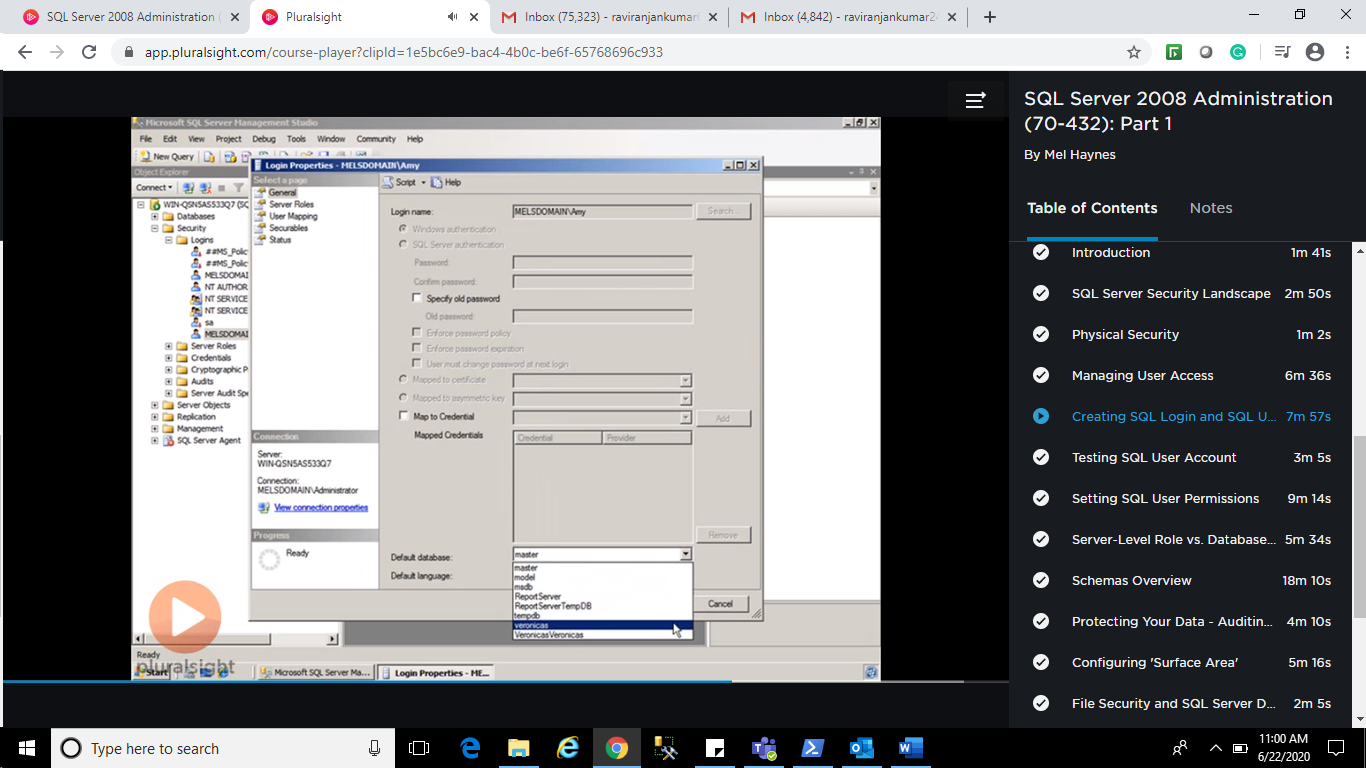 SQL Server 2008 Administration (
Pluralsight
Inbox (75,323) - raviranjankumar
Inbox (4,842) - raviranjankumar2
app.pluralsight.com/course-player?clipId=1e5bc6e9-bac4-4b0c-be6f-65768696c933
Microsoft SQL Server Management Studio
File Edit View Project Debug Tools Window Community Help
New Query
Object Explorer
Connect
WIN-QSN5AS533Q7 (SQ
Databases
Security
Logins
##MS_Polic
##MS_Polic
MELSDOMAI
NT AUTHOR
NT SERVICE
NT SERVICE
sa
MELSDOMAI
Server Roles
Credentials
Cryptographic P
Audits
Server Audit Spe
Server Objects
Replication
Management
SQL Server Agent
Ready
Login Properties - MELSDOMAIN\Amy
Select a page
General
Server Roles
User Mapping
Securables
Status
Connection
Server:
WIN-QSN5AS533Q7
Connection:
MELSDOMAIN\Administrator
View connection properties
Progress
Ready
Script Help
Login name: MELSDOMAIN\Amy Search...
Windows authentication
SQL Server authentication
Password:
Confirm password:
Specify old password
Old password:
Enforce password policy
Enforce password expiration
User must change password at next login
Mapped to certificate
Mapped to asymmetric key
Map to Credential Add
Mapped Credentials Credential Provider
Remove
Default database: master
Default language:
master
model
msdb
ReportServer
ReportServerTempDB
tempdb
veronicas
VeronicasVeronicas
Cancel
pluralsight
Start Microsoft SQL Server Ma... Login Properties - ME...
SQL Server 2008 Administration
(70-432): Part 1
By Mel Haynes
Table of Contents Notes
Introduction 1m 41s
SQL Server Security Landscape 2m 50s
Physical Security 1m 2s
Managing User Access 6m 36s
Creating SQL Login and SQL U... 7m 57s
Testing SQL User Account 3m 5s
Setting SQL User Permissions 9m 14s
Server-Level Role vs. Database... 5m 34s
Schemas Overview 18m 10s
Protecting Your Data - Auditin... 4m 10s
Configuring 'Surface Area' 5m 16s
File Security and SQL Server D... 2m 5s
Type here to search
11:00 AM
6/22/2020